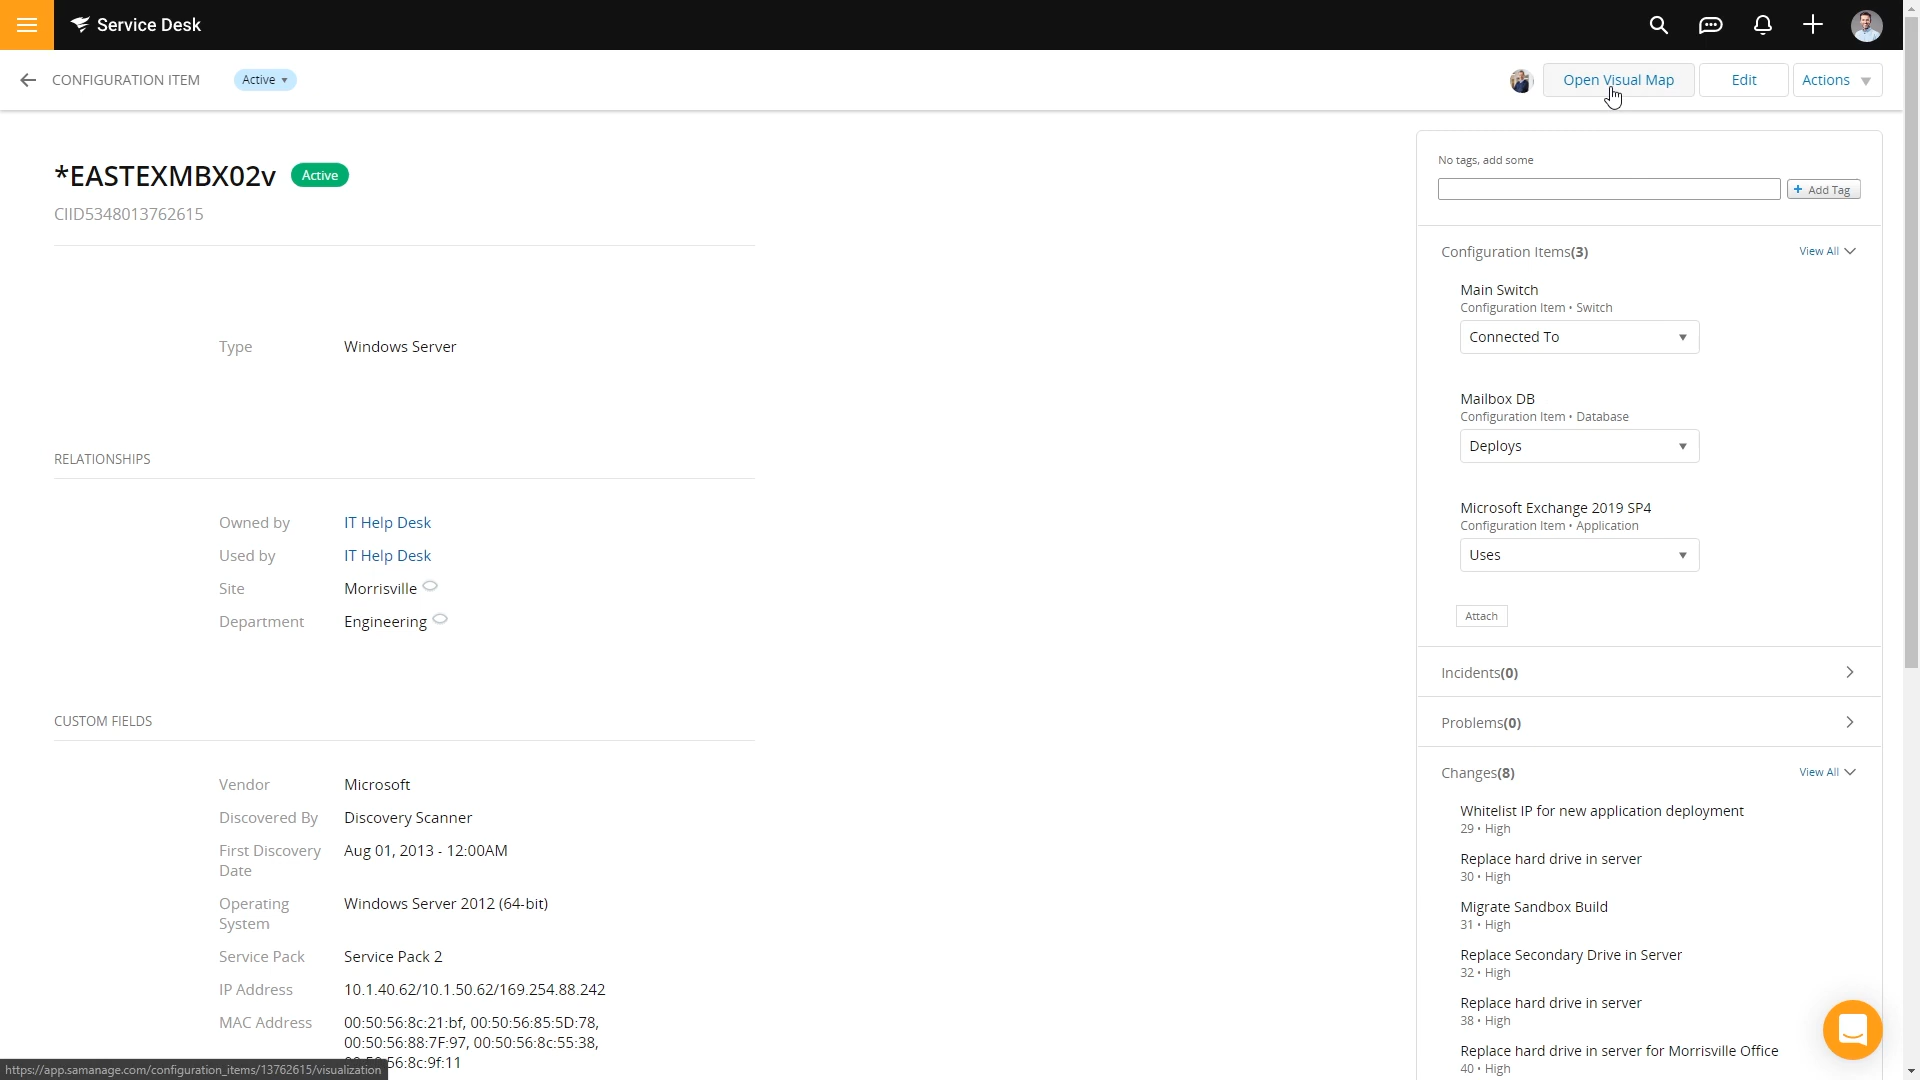 Service Desk
CONFIGURATION ITEM
Active
Open Visual Map
Edit
Actions
*EASTEXMBX02v
Active
CIID5348013762615
Type
Windows Server
RELATIONSHIPS
Owned by
IT Help Desk
Used by
IT Help Desk
Site
Morrisville
Department
Engineering
CUSTOM FIELDS
Vendor
Microsoft
Discovered By
Discovery Scanner
First Discovery
Date
Aug 01, 2013 - 12:00AM
Operating
System
Windows Server 2012 (64-bit)
Service Pack
Service Pack 2
IP Address
10.1.40.62/10.1.50.62/169.254.88.242
MAC Address
00:50:56:8c:21:bf, 00:50:56:85:5D:78,
00:50:56:88:7F:97, 00:50:56:8c:55:38,
56:8c:9f:11
https://app.samanage.com/configuration_items/13762615/visualization
No tags, add some
+ Add Tag
Configuration Items(3)
View All
Main Switch
Configuration Item • Switch
Connected To
Mailbox DB
Configuration Item • Database
Deploys
Microsoft Exchange 2019 SP4
Configuration Item • Application
Uses
Attach
Incidents(0)
Problems(0)
Changes(8)
View All
Whitelist IP for new application deployment
29 • High
Replace hard drive in server
30 • High
Migrate Sandbox Build
31 • High
Replace Secondary Drive in Server
32 • High
Replace hard drive in server
38 • High
Replace hard drive in server for Morrisville Office
40 • High